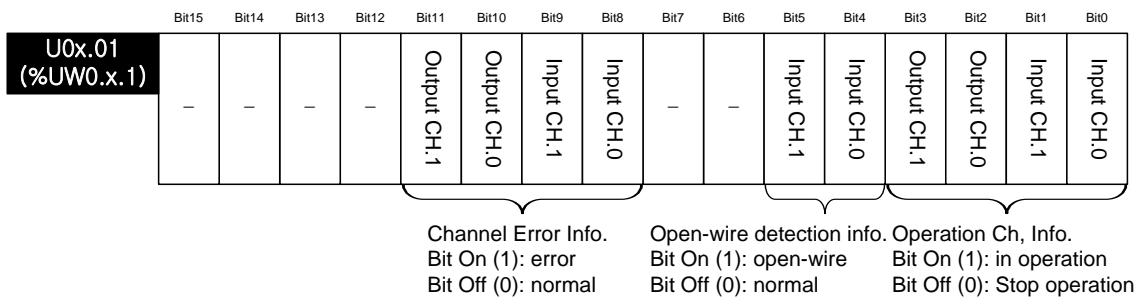 Bit15 Bit14 Bit13 Bit12 Bit11 Bit10 Bit9 Bit8 Bit7 Bit6 Bit5 Bit4 Bit3 Bit2 Bit1 Bit0
U0x.01
(%UW0.x.1)
– – – – Output CH.1 Output CH.0 Input CH.1 Input CH.0 – – Input CH.1 Input CH.0 Output CH.1 Output CH.0 Input CH.1 Input CH.0
Channel Error Info.
Bit On (1): error
Bit Off (0): normal
Open-wire detection info.
Bit On (1): open-wire
Bit Off (0): normal
Operation Ch, Info.
Bit On (1): in operation
Bit Off (0): Stop operation